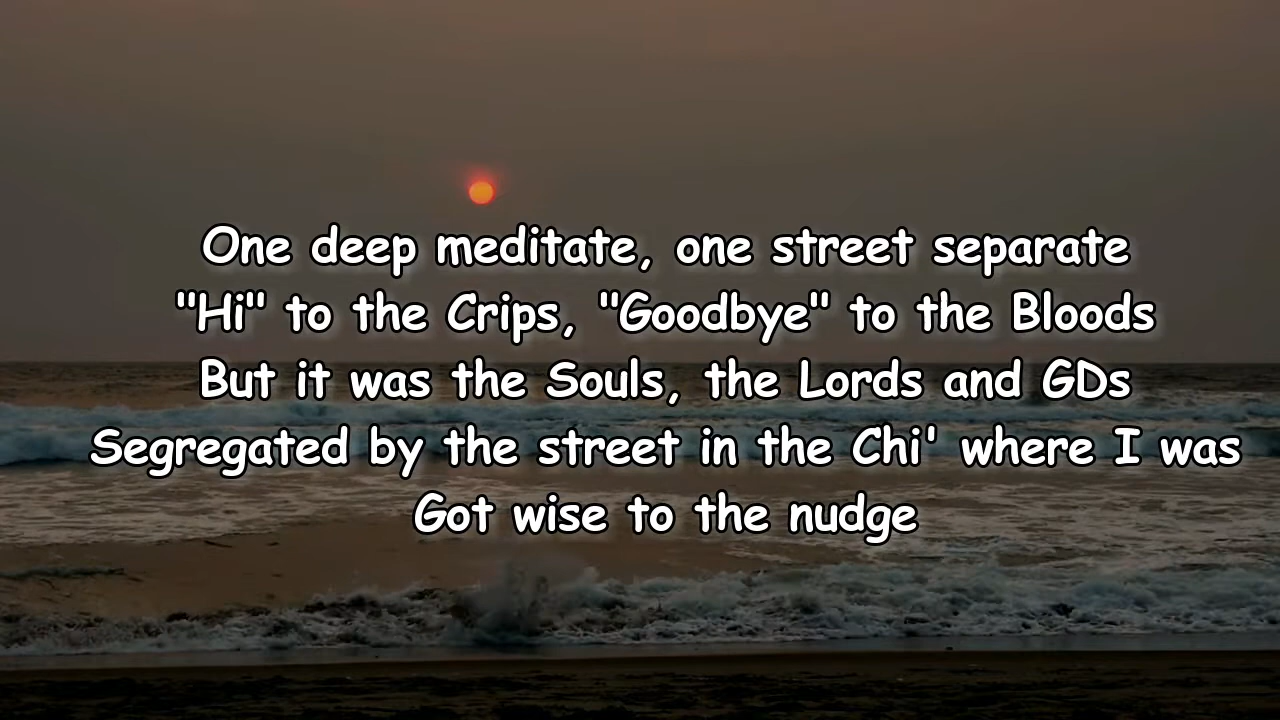 One deep meditate, one street separate
"Hi" to the Crips, "Goodbye" to the Bloods
But it was the Souls, the Lords and GDs
Segregated by the street in the Chi' where I was
Got wise to the nudge